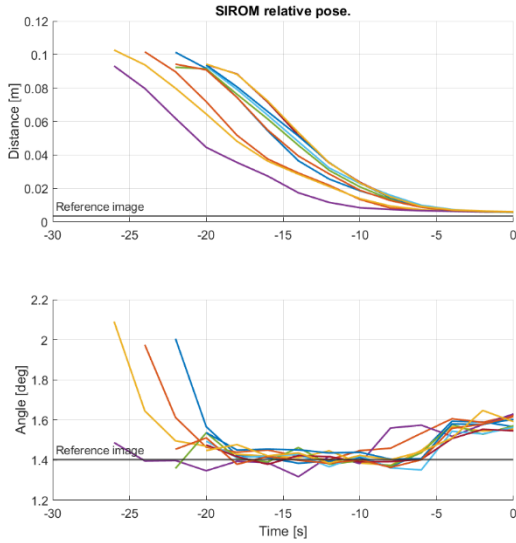 SIROM relative pose.
0.12
0.1
0.08
0.06
0.04
0.02
0
Distance [m]
Reference image
-30 -25 -20 -15 -10 -5 0
2.2
2
1.8
1.6
1.4
1.2
Angle [deg]
Reference image
-30 -25 -20 -15 -10 -5 0
Time [s]